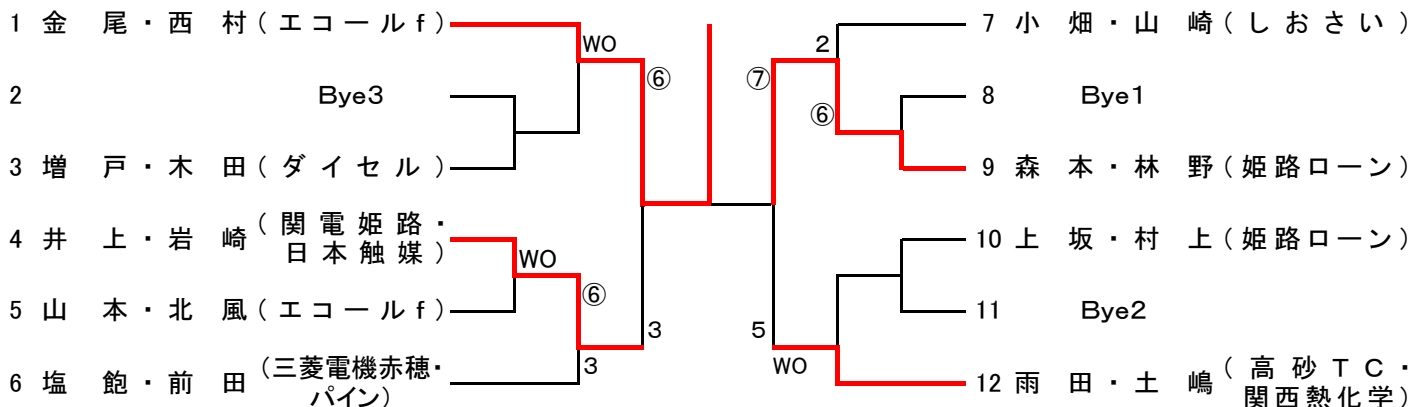 1 金 尾・西 村 (エコールf)
WO
⑥
2 Bye3
3 増 戸・木 田 (ダイセル)
4 井 上・岩 崎 (関電姫路・
日本触媒)
WO
⑥
5 山 本・北 風 (エコールf)
3
3
6 塩 飽・前 田 (三菱電機赤穂・
パイン)
7 小 畑・山 崎 (しおさい)
2
⑦
8 Bye1
⑥
9 森 本・林 野 (姫路ローン)
10 上 坂・村 上 (姫路ローン)
11 Bye2
5
WO
12 雨 田・土 嶋 (高砂TC・
関西熱化学)